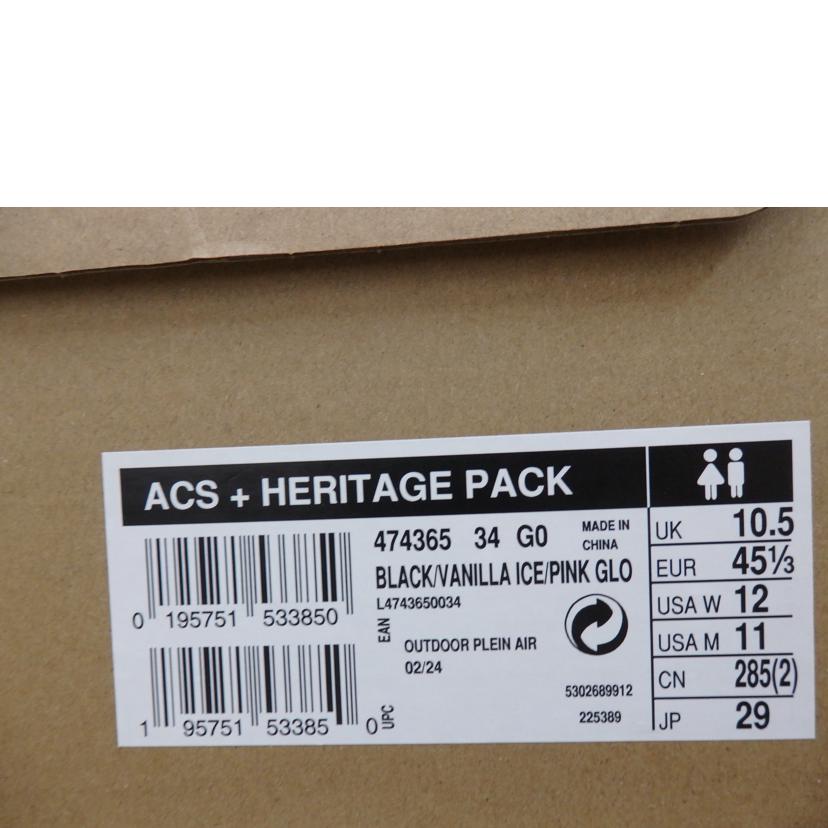 ACS + HERITAGE PACK
474365 34 G0
MADE IN
CHINA
BLACK/VANILLA ICE/PINK GLO
L4743650034
0 195751 533850
EAN
OUTDOOR PLEIN AIR
02/24
5302689912
225389
1 95751 53385 0
UPC
UK 10.5
EUR 45⅓
USA W 12
USA M 11
CN 285(2)
JP 29